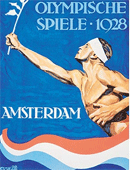 OLYMPISCHE
SPIELE · 1928
AMSTERDAM